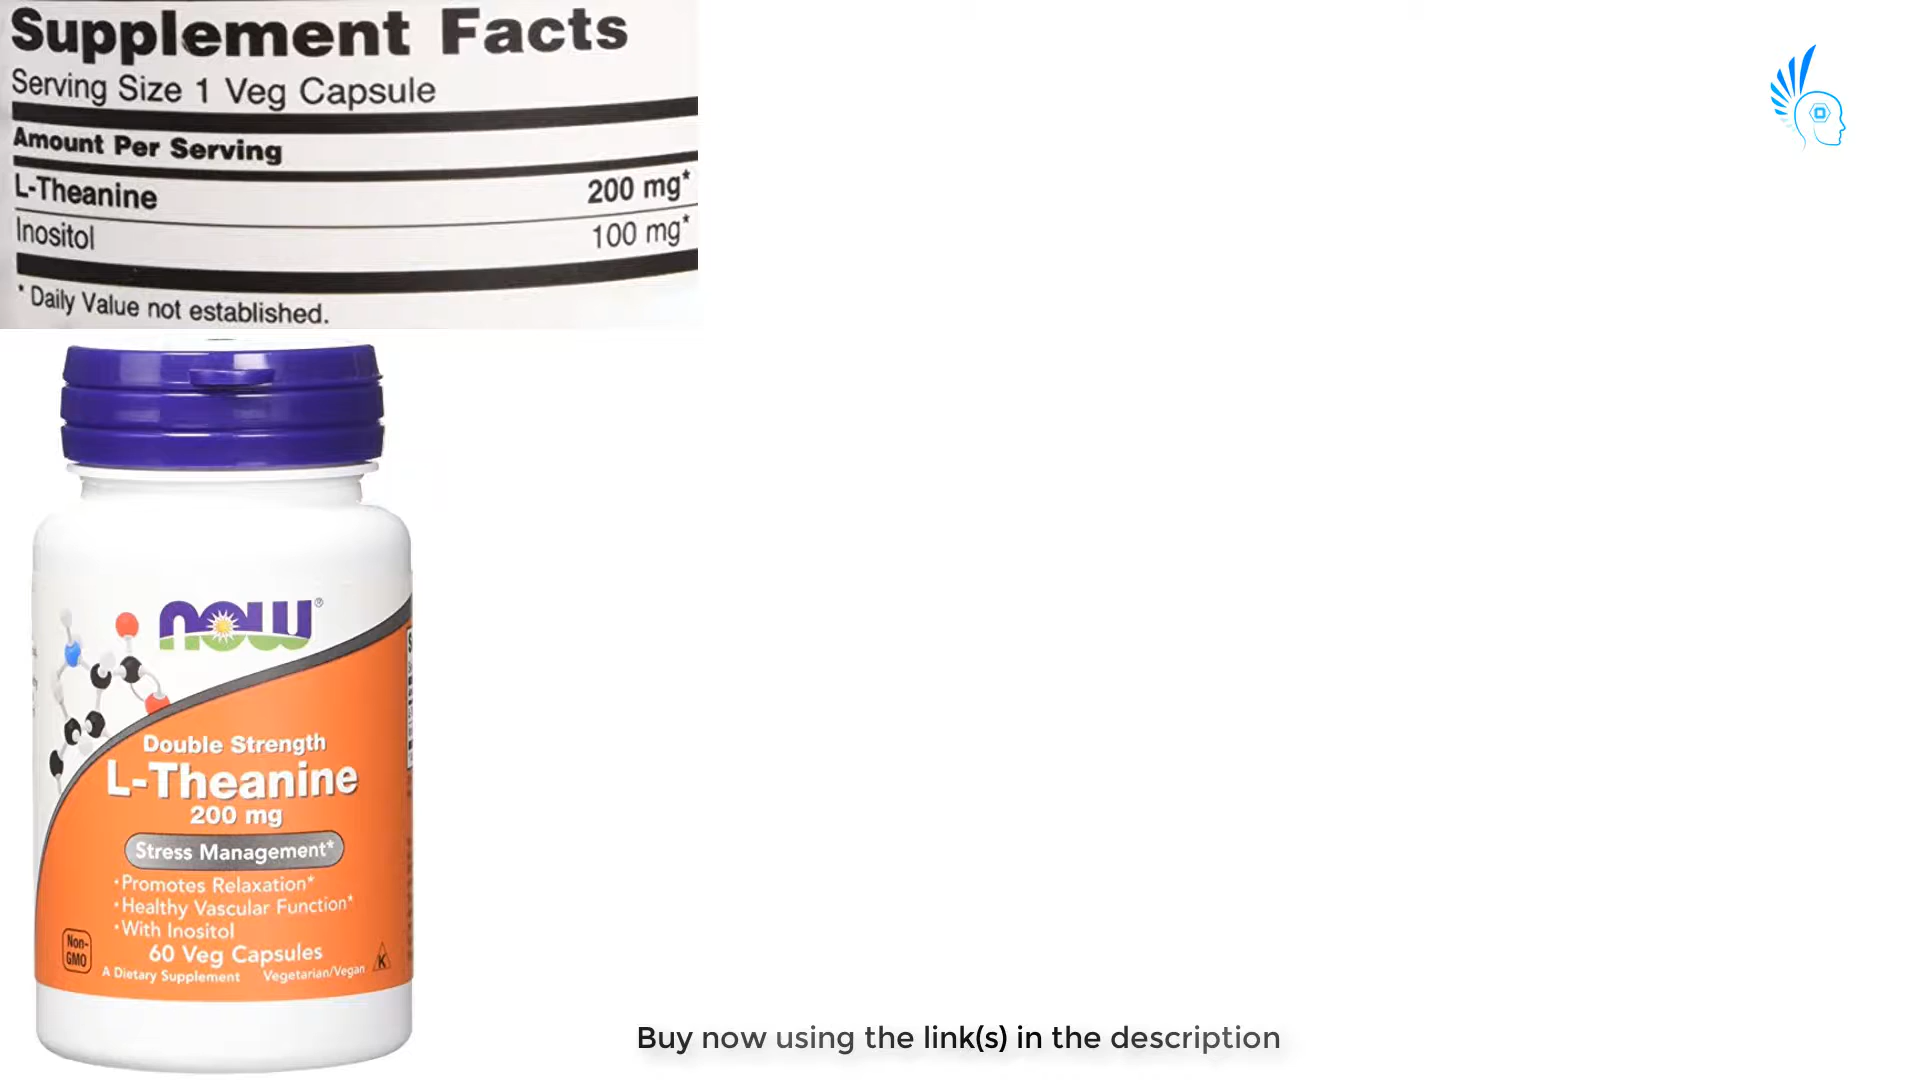 Supplement Facts
Serving Size 1 Veg Capsule
Amount Per Serving
L-Theanine 200 mg*
Inositol 100 mg*
* Daily Value not established.
now®
Double Strength
L-Theanine
200 mg
Stress Management*
•Promotes Relaxation*
•Healthy Vascular Function*
•With Inositol
60 Veg Capsules
Non-
GMO
K
A Dietary Supplement Vegetarian/Vegan
Buy now using the link(s) in the description